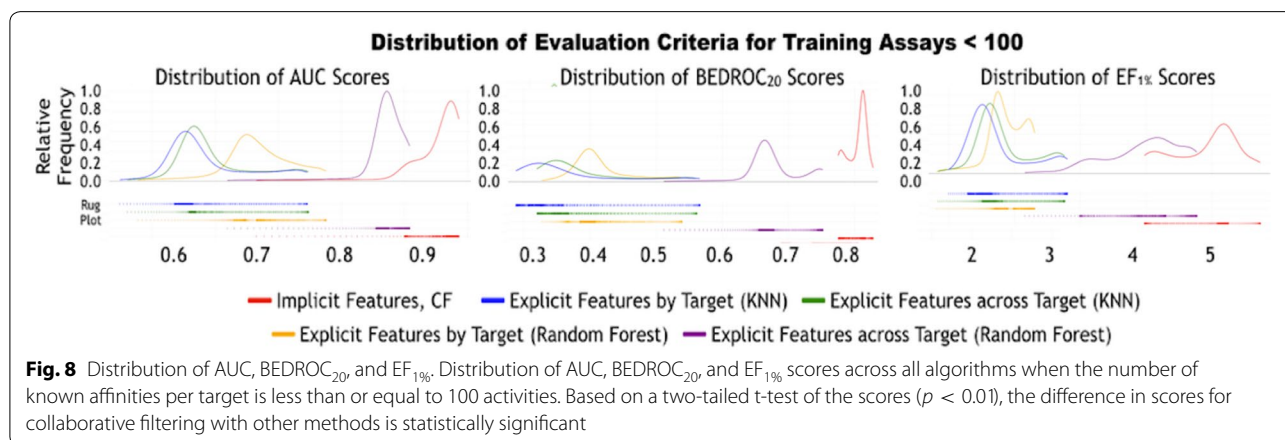 Distribution of Evaluation Criteria for Training Assays < 100
Distribution of AUC Scores
Distribution of BEDROC20 Scores
Distribution of EF1% Scores
Relative
Frequency
1.0
0.8
0.6
0.4
0.2
0.0
1.0
0.8
0.6
0.4
0.2
0.0
1.0
0.8
0.6
0.4
0.2
0.0
Rug
Plot
0.6 0.7 0.8 0.9
0.3 0.4 0.5 0.6 0.7 0.8
2 3 4 5
Implicit Features, CF Explicit Features by Target (KNN) Explicit Features across Target (KNN)
Explicit Features by Target (Random Forest) Explicit Features across Target (Random Forest)
Fig. 8 Distribution of AUC, BEDROC20, and EF1%. Distribution of AUC, BEDROC20, and EF1% scores across all algorithms when the number of
known affinities per target is less than or equal to 100 activities. Based on a two-tailed t-test of the scores (p < 0.01), the difference in scores for
collaborative filtering with other methods is statistically significant